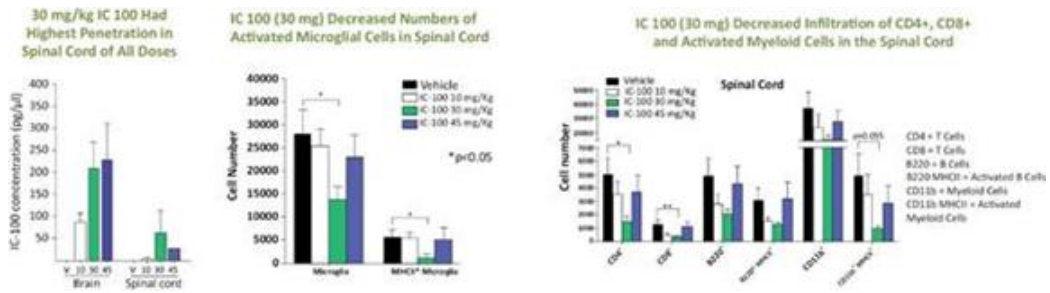 30 mg/kg IC 100 Had
Highest Penetration in
Spinal Cord of All Doses
IC-100 concentration (pg/µl)
400
350
300
250
200
150
100
50
V 10 30 45 V 10 30 45
Brain Spinal cord
IC 100 (30 mg) Decreased Numbers of
Activated Microglial Cells in Spinal Cord
Cell Number
40000
35000
30000
25000
20000
15000
10000
5000
0
*
*
Vehicle
IC-100 10 mg/Kg
IC-100 30 mg/Kg
IC-100 45 mg/Kg
*p<0.05
Microglia MHCII⁺ Microglia
IC 100 (30 mg) Decreased Infiltration of CD4+, CD8+
and Activated Myeloid Cells in the Spinal Cord
Vehicle
IC-100 10 mg/Kg
IC-100 30 mg/Kg
IC-100 45 mg/Kg
Spinal Cord
Cell number
*
**
p=0.055
CD4 CD8 B220 CD11b
CD4 = T Cells
CD8 = T Cells
B220 = B Cells
B220 MHCII = Activated B Cells
CD11b = Myeloid Cells
CD11b MHCII = Activated
Myeloid Cells